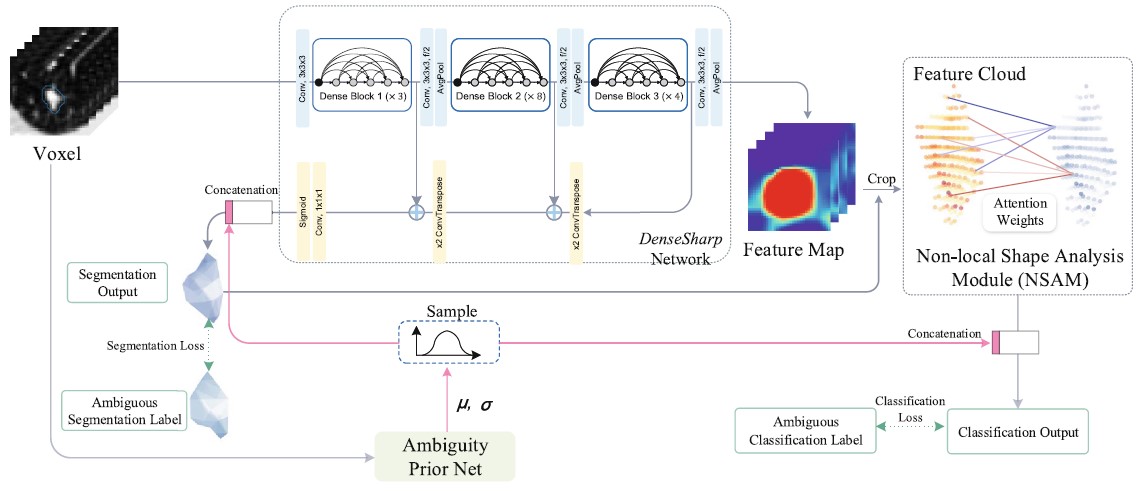 Voxel
Conv, 3x3x3
Dense Block 1 (× 3)
Conv, 3x3x3, f/2
AvgPool
Dense Block 2 (× 8)
Conv, 3x3x3, f/2
AvgPool
Dense Block 3 (× 4)
Conv, 3x3x3, f/2
AvgPool
Feature Cloud
Attention
Weights
Non-local Shape Analysis
Module (NSAM)
Crop
Feature Map
DenseSharp
Network
x2 ConvTranspose
x2 ConvTranspose
Conv, 1x1x1
Sigmoid
Concatenation
Segmentation
Output
Segmentation Loss
Ambiguous
Segmentation Label
Sample
μ, σ
Ambiguity
Prior Net
Concatenation
Classification
Loss
Ambiguous
Classification Label
Classification Output